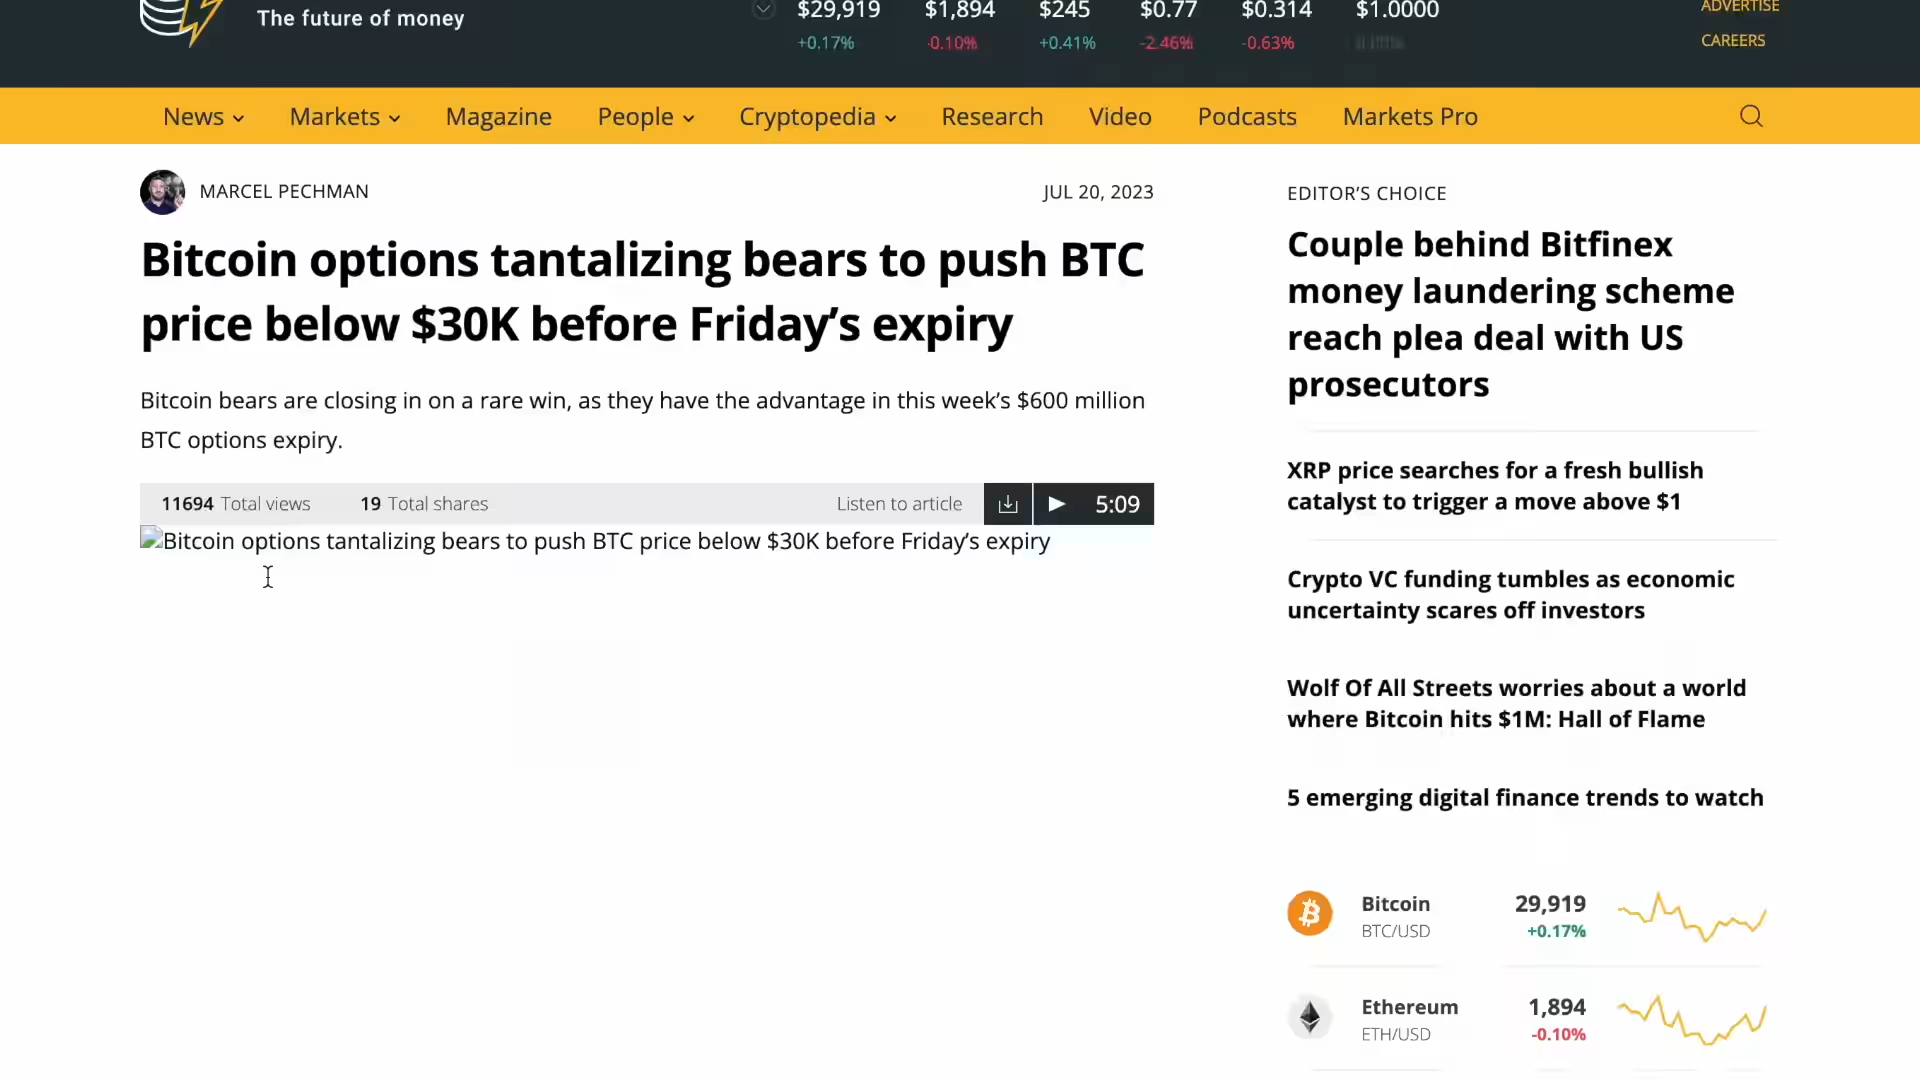 The future of money
$29,919 $1,894 $245 $0.77 $0.314 $1.0000
+0.17% -0.10% +0.41% -2.46% -0.63%
ADVERTISE
CAREERS
News Markets Magazine People Cryptopedia Research Video Podcasts Markets Pro
MARCEL PECHMAN
JUL 20, 2023
Bitcoin options tantalizing bears to push BTC
price below $30K before Friday’s expiry
Bitcoin bears are closing in on a rare win, as they have the advantage in this week’s $600 million
BTC options expiry.
11694 Total views 19 Total shares Listen to article 5:09
Bitcoin options tantalizing bears to push BTC price below $30K before Friday’s expiry
EDITOR’S CHOICE
Couple behind Bitfinex
money laundering scheme
reach plea deal with US
prosecutors
XRP price searches for a fresh bullish
catalyst to trigger a move above $1
Crypto VC funding tumbles as economic
uncertainty scares off investors
Wolf Of All Streets worries about a world
where Bitcoin hits $1M: Hall of Flame
5 emerging digital finance trends to watch
Bitcoin 29,919
BTC/USD +0.17%
Ethereum 1,894
ETH/USD -0.10%